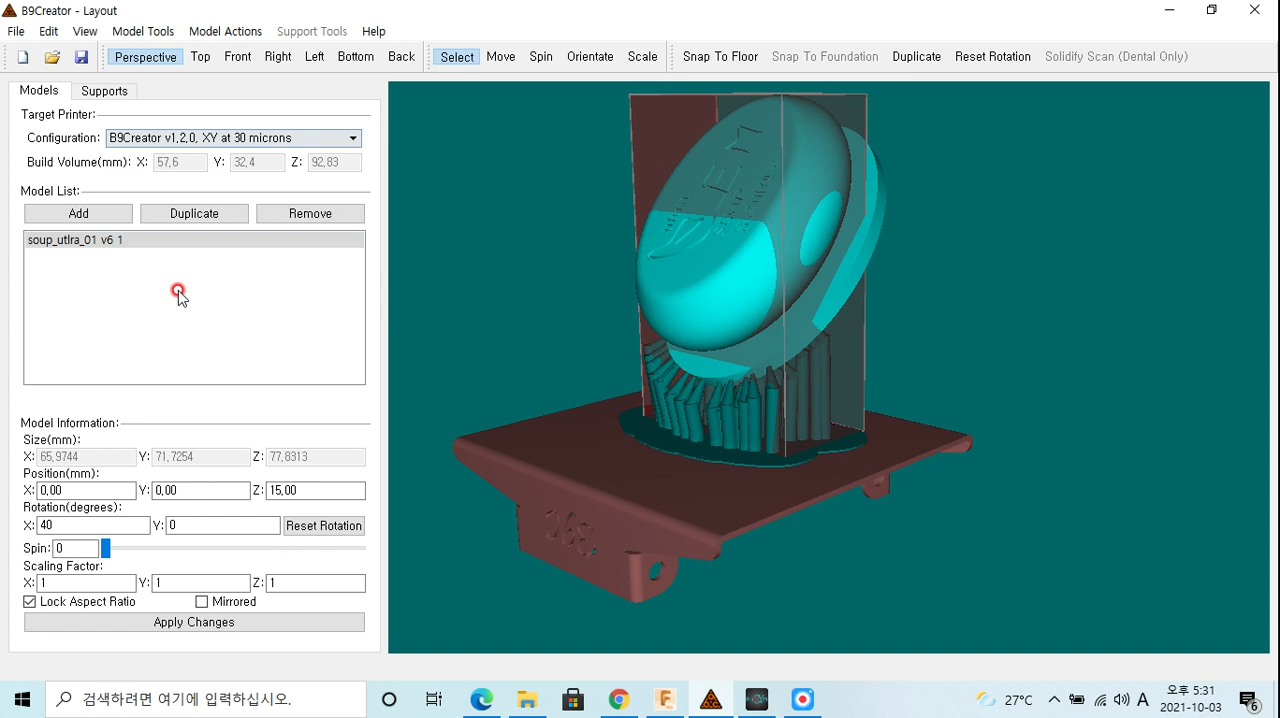 B9Creator - Layout
File Edit View Model Tools Model Actions Support Tools Help
Perspective Top Front Right Left Bottom Back Select Move Spin Orientate Scale Snap To Floor Snap To Foundation Duplicate Reset Rotation Solidify Scan (Dental Only)
Models Supports
Target Printer:
Configuration: B9Creator v1,2,0, XY at 30 microns
Build Volume(mm): X: 57,6 Y: 32,4 Z: 92,83
Model List:
Add Duplicate Remove
soup_utlra_01 v6 1
Model Information:
Size(mm):
X: 65,9744 Y: 71,7254 Z: 77,8313
Position(mm):
X: 0,00 Y: 0,00 Z: 15,00
Rotation(degrees):
X: 40 Y: 0 Reset Rotation
Spin: 0
Scaling Factor:
X: 1 Y: 1 Z: 1
Lock Aspect Ratio Mirrored
Apply Changes
검색하려면 여기에 입력하십시오.
27°C A 오후 5:31
2021-10-03 6